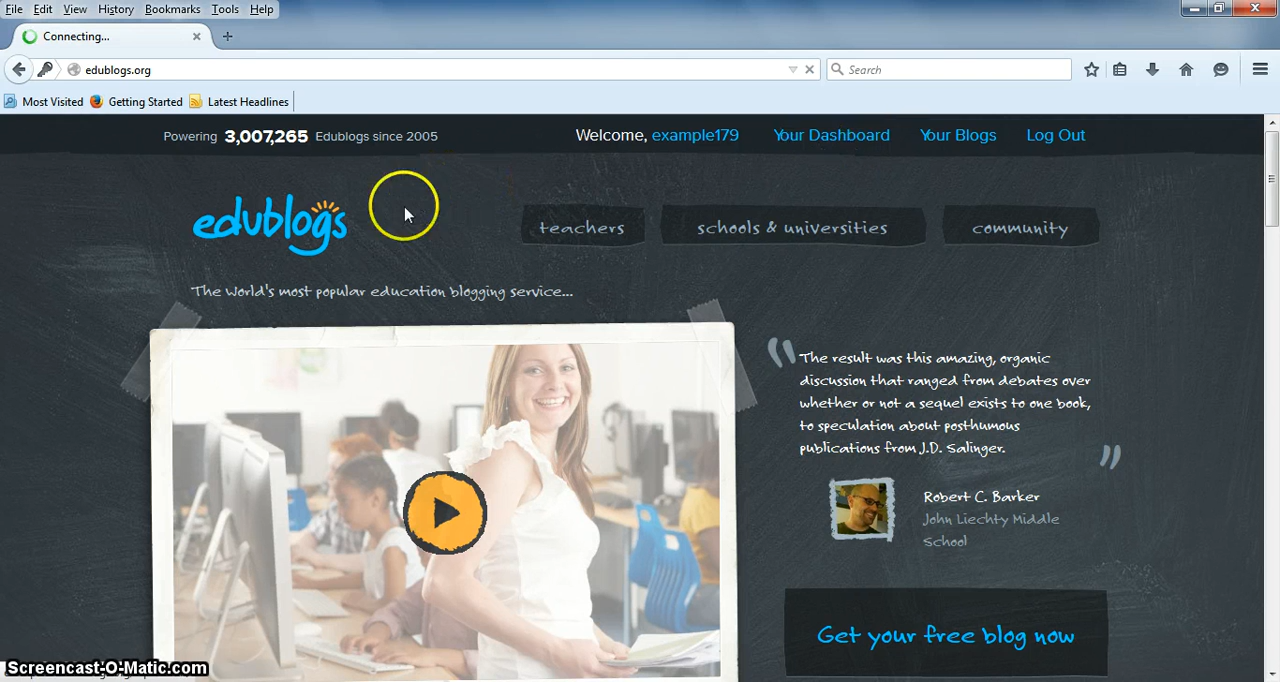 File Edit View History Bookmarks Tools Help
Connecting...
edublogs.org
Search
Most Visited Getting Started Latest Headlines
Powering 3,007,265 Edublogs since 2005
Welcome, example179 Your Dashboard Your Blogs Log Out
edublogs
teachers schools & universities community
The World's most popular education blogging service...
"The result was this amazing, organic
discussion that ranged from debates over
whether or not a sequel exists to one book,
to speculation about posthumous
publications from J.D. Salinger."
Robert C. Barker
John Liechty Middle
School
Get your free blog now
Screencast-O-Matic.com